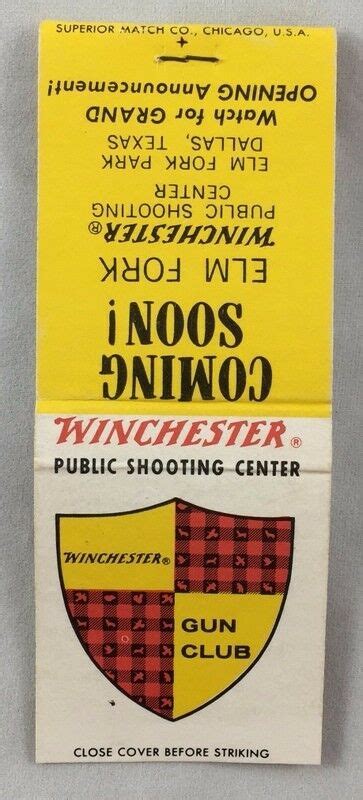 SUPERIOR MATCH CO., CHICAGO, U.S.A.
COMING
SOON!
ELM FORK
WINCHESTER®
PUBLIC SHOOTING
CENTER
ELM FORK PARK
DALLAS, TEXAS
Watch for GRAND
OPENING Announcement!
WINCHESTER®
PUBLIC SHOOTING CENTER
WINCHESTER®
GUN
CLUB
CLOSE COVER BEFORE STRIKING